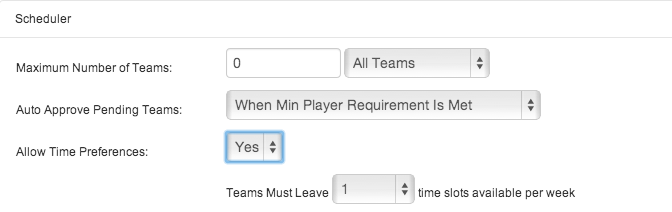 Scheduler
Maximum Number of Teams: 0 All Teams
Auto Approve Pending Teams: When Min Player Requirement Is Met
Allow Time Preferences: Yes
Teams Must Leave 1 time slots available per week